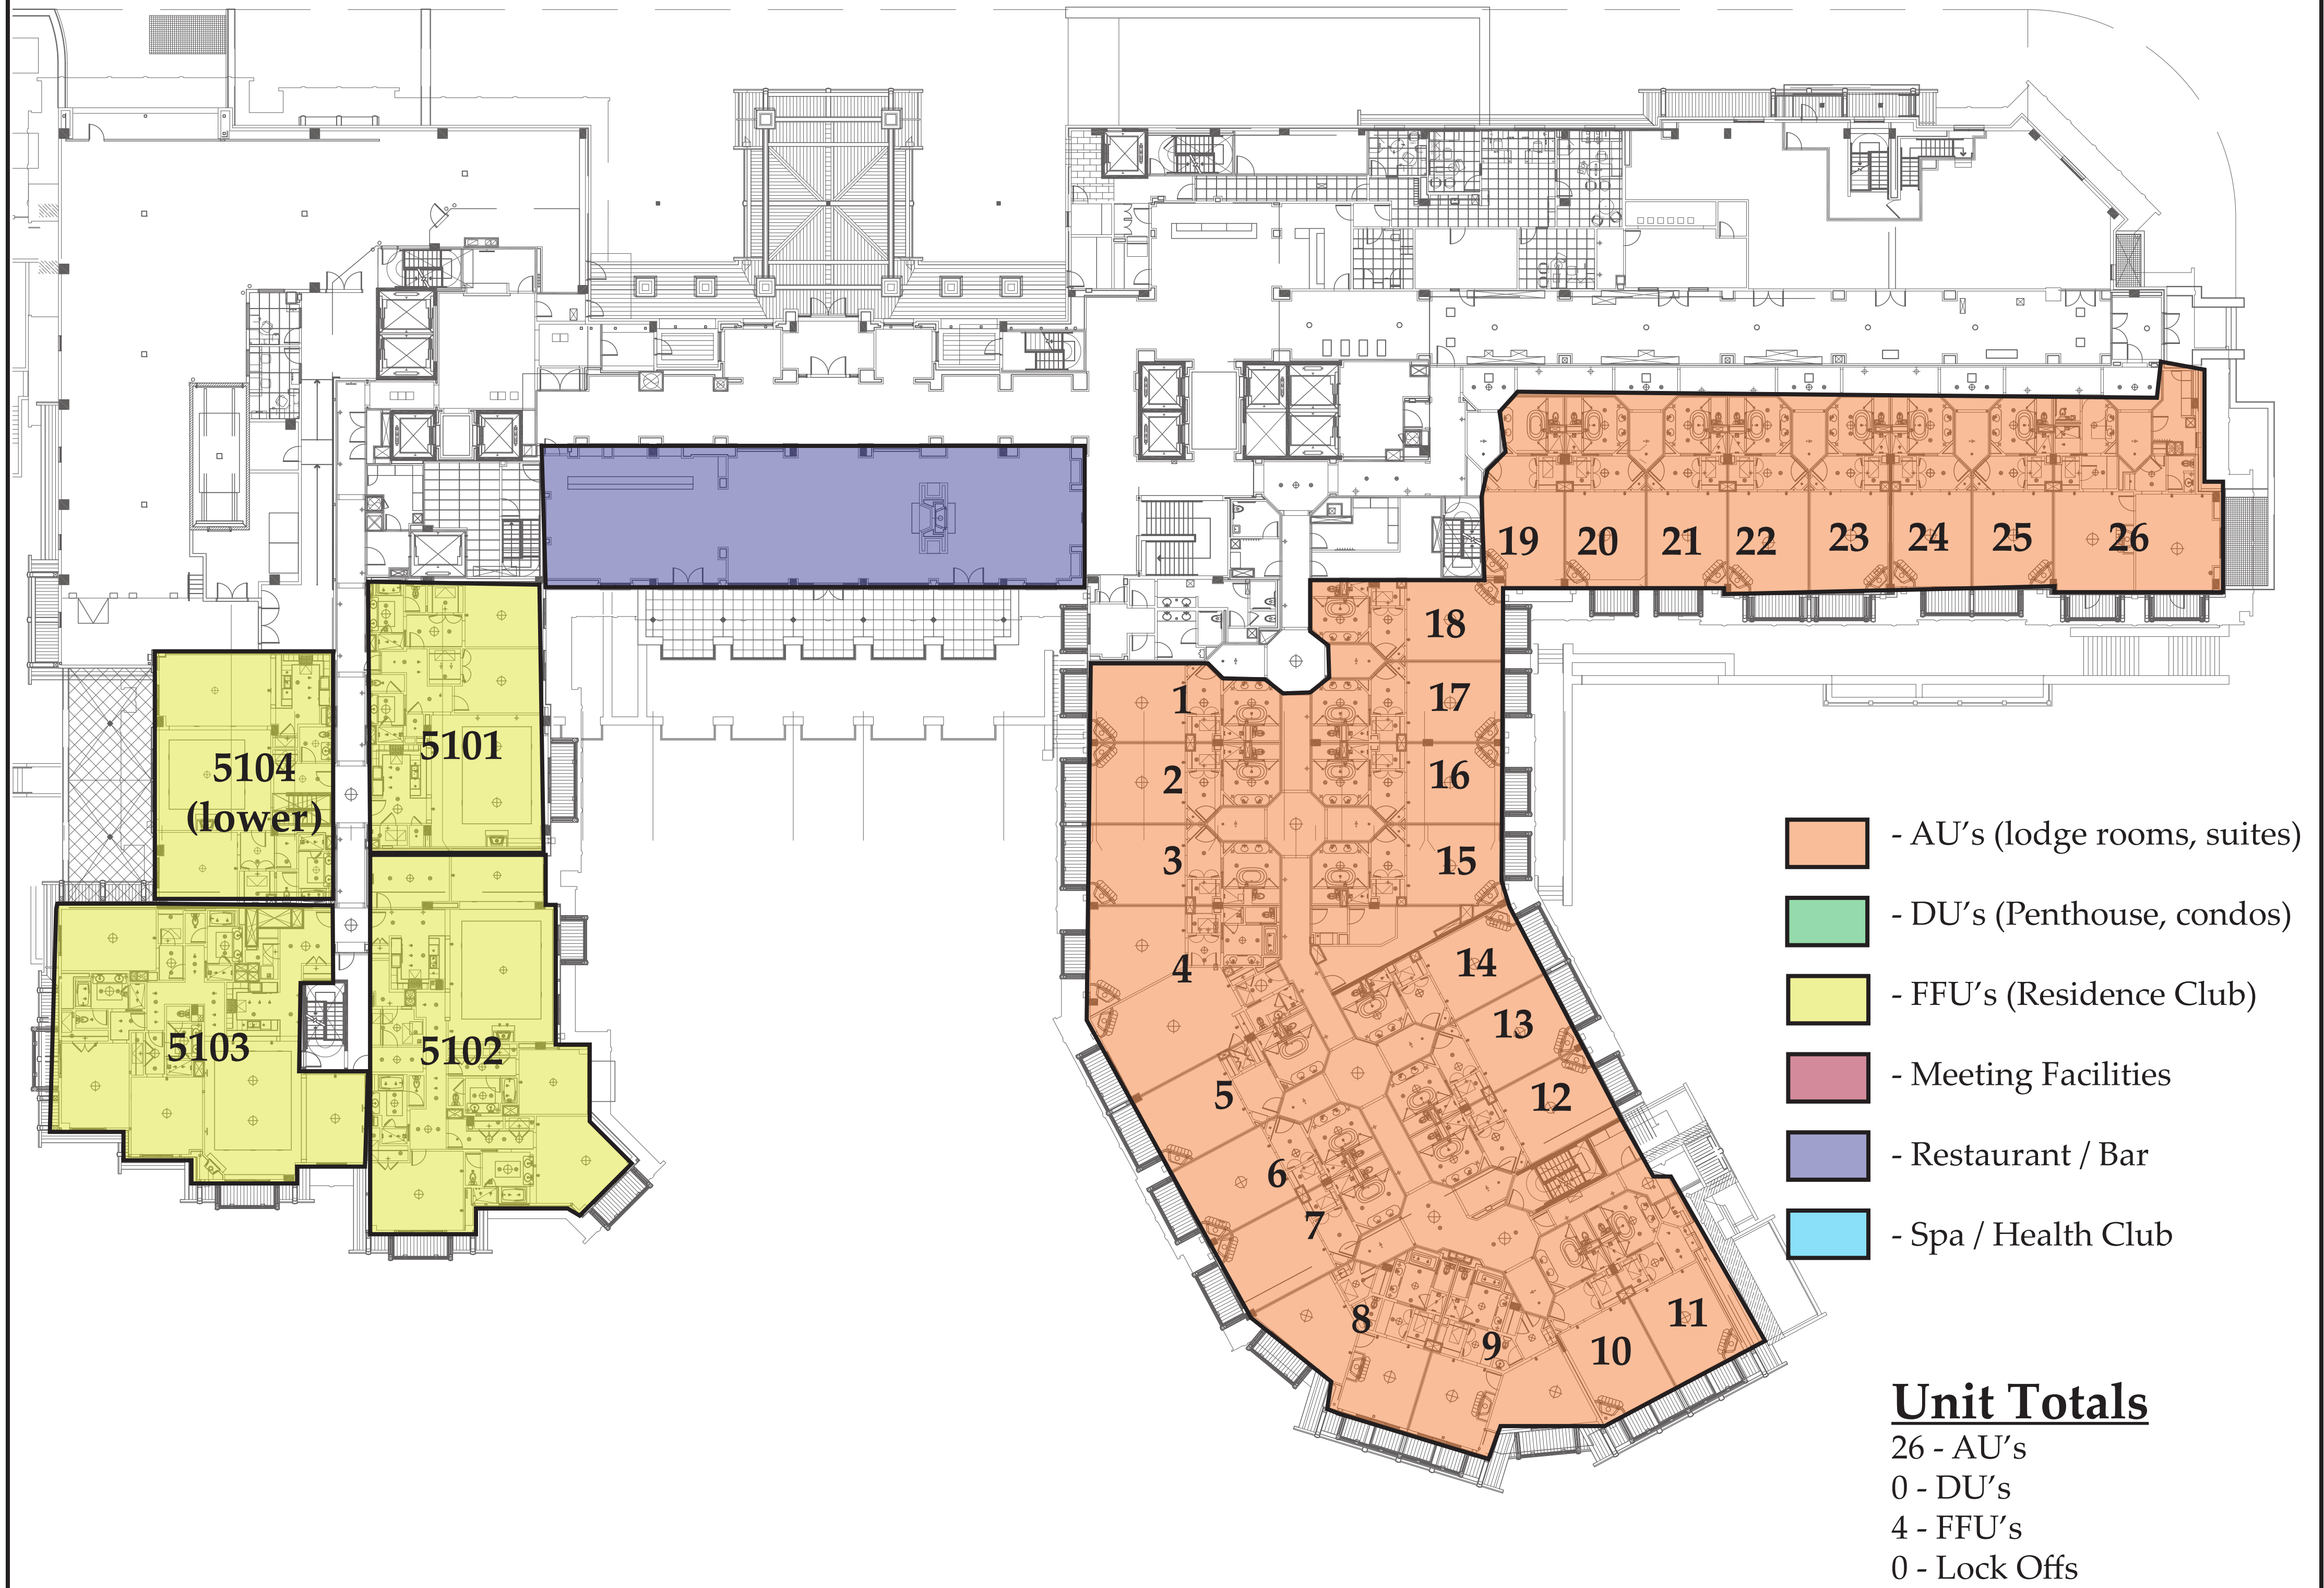 19
20
21
22
23
24
25
26
18
1
17
5101
5104
(lower)
2
16
3
15
4
14
13
5103
5102
5
12
6
7
8
9
10
11
- AU’s (lodge rooms, suites)
- DU’s (Penthouse, condos)
- FFU’s (Residence Club)
- Meeting Facilities
- Restaurant / Bar
- Spa / Health Club
Unit Totals
26 - AU’s
0 - DU’s
4 - FFU’s
0 - Lock Offs